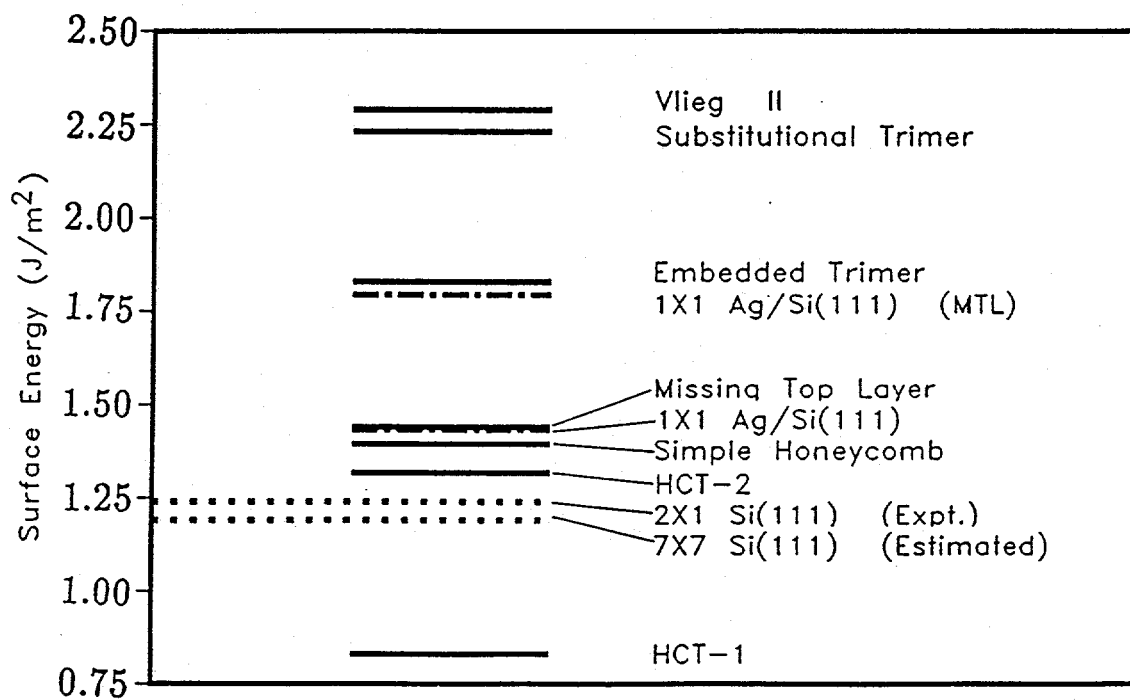 2.50
2.25
2.00
1.75
1.50
1.25
1.00
0.75
Surface Energy (J/m²)
Vlieg II
Substitutional Trimer
Embedded Trimer
1X1 Ag/Si(111) (MTL)
Missing Top Layer
1X1 Ag/Si(111)
Simple Honeycomb
HCT-2
2X1 Si(111) (Expt.)
7X7 Si(111) (Estimated)
HCT-1